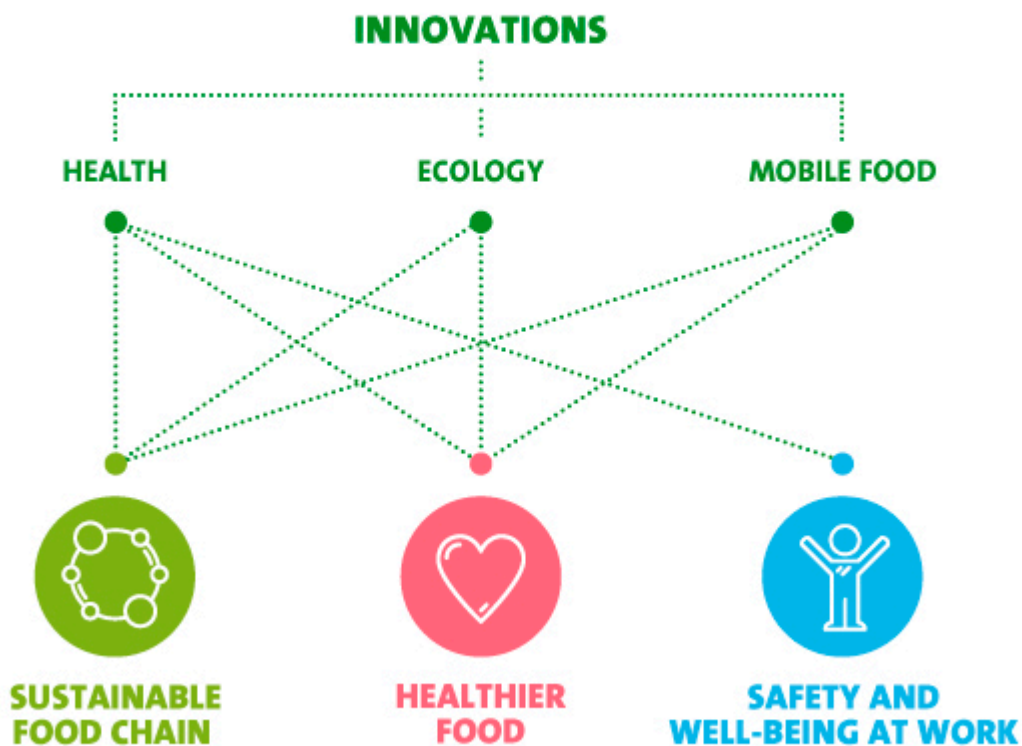 INNOVATIONS
HEALTH
ECOLOGY
MOBILE FOOD
SUSTAINABLE
FOOD CHAIN
HEALTHIER
FOOD
SAFETY AND
WELL-BEING AT WORK